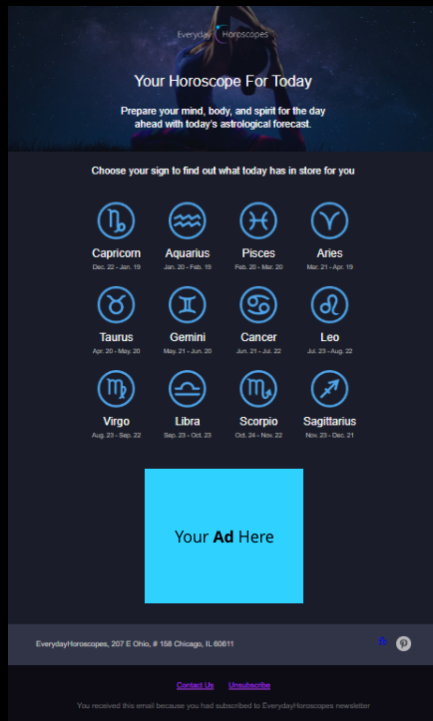 Everyday Horoscopes
Your Horoscope For Today
Prepare your mind, body, and spirit for the day
ahead with today's astrological forecast.
Choose your sign to find out what today has in store for you
Capricorn Aquarius Pisces Aries
Dec. 22 - Jan. 19 Jan. 20 - Feb. 19 Feb. 20 - Mar. 20 Mar. 21 - Apr. 19
Taurus Gemini Cancer Leo
Apr. 20 - May. 20 May. 21 - Jun. 20 Jun. 21 - Jul. 22 Jul. 23 - Aug. 22
Virgo Libra Scorpio Sagittarius
Aug. 23 - Sep. 22 Sep. 23 - Oct. 23 Oct. 24 - Nov. 22 Nov. 23 - Dec. 21
Your Ad Here
EverydayHoroscopes, 207 E Ohio, # 158 Chicago, IL 60611
Contact Us Unsubscribe
You received this email because you had subscribed to EverydayHoroscopes newsletter